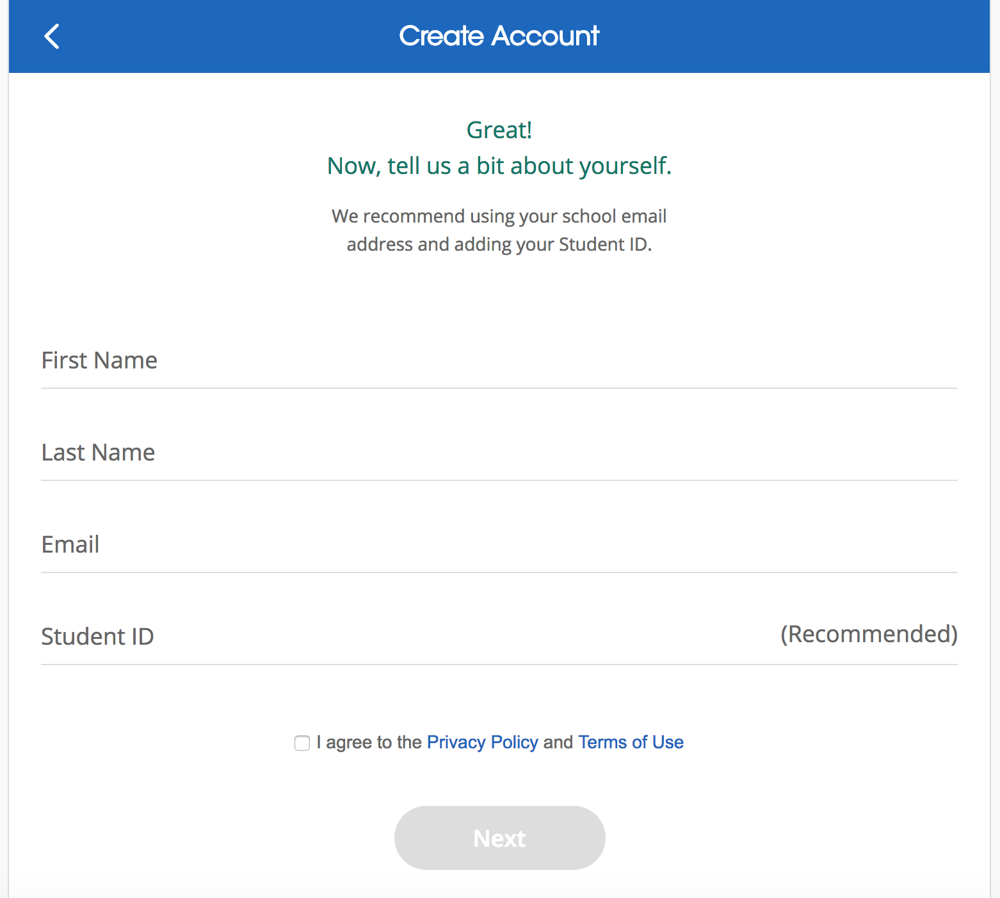 Create Account
Great!
Now, tell us a bit about yourself.
We recommend using your school email
address and adding your Student ID.
First Name
Last Name
Email
Student ID (Recommended)
I agree to the Privacy Policy and Terms of Use
Next